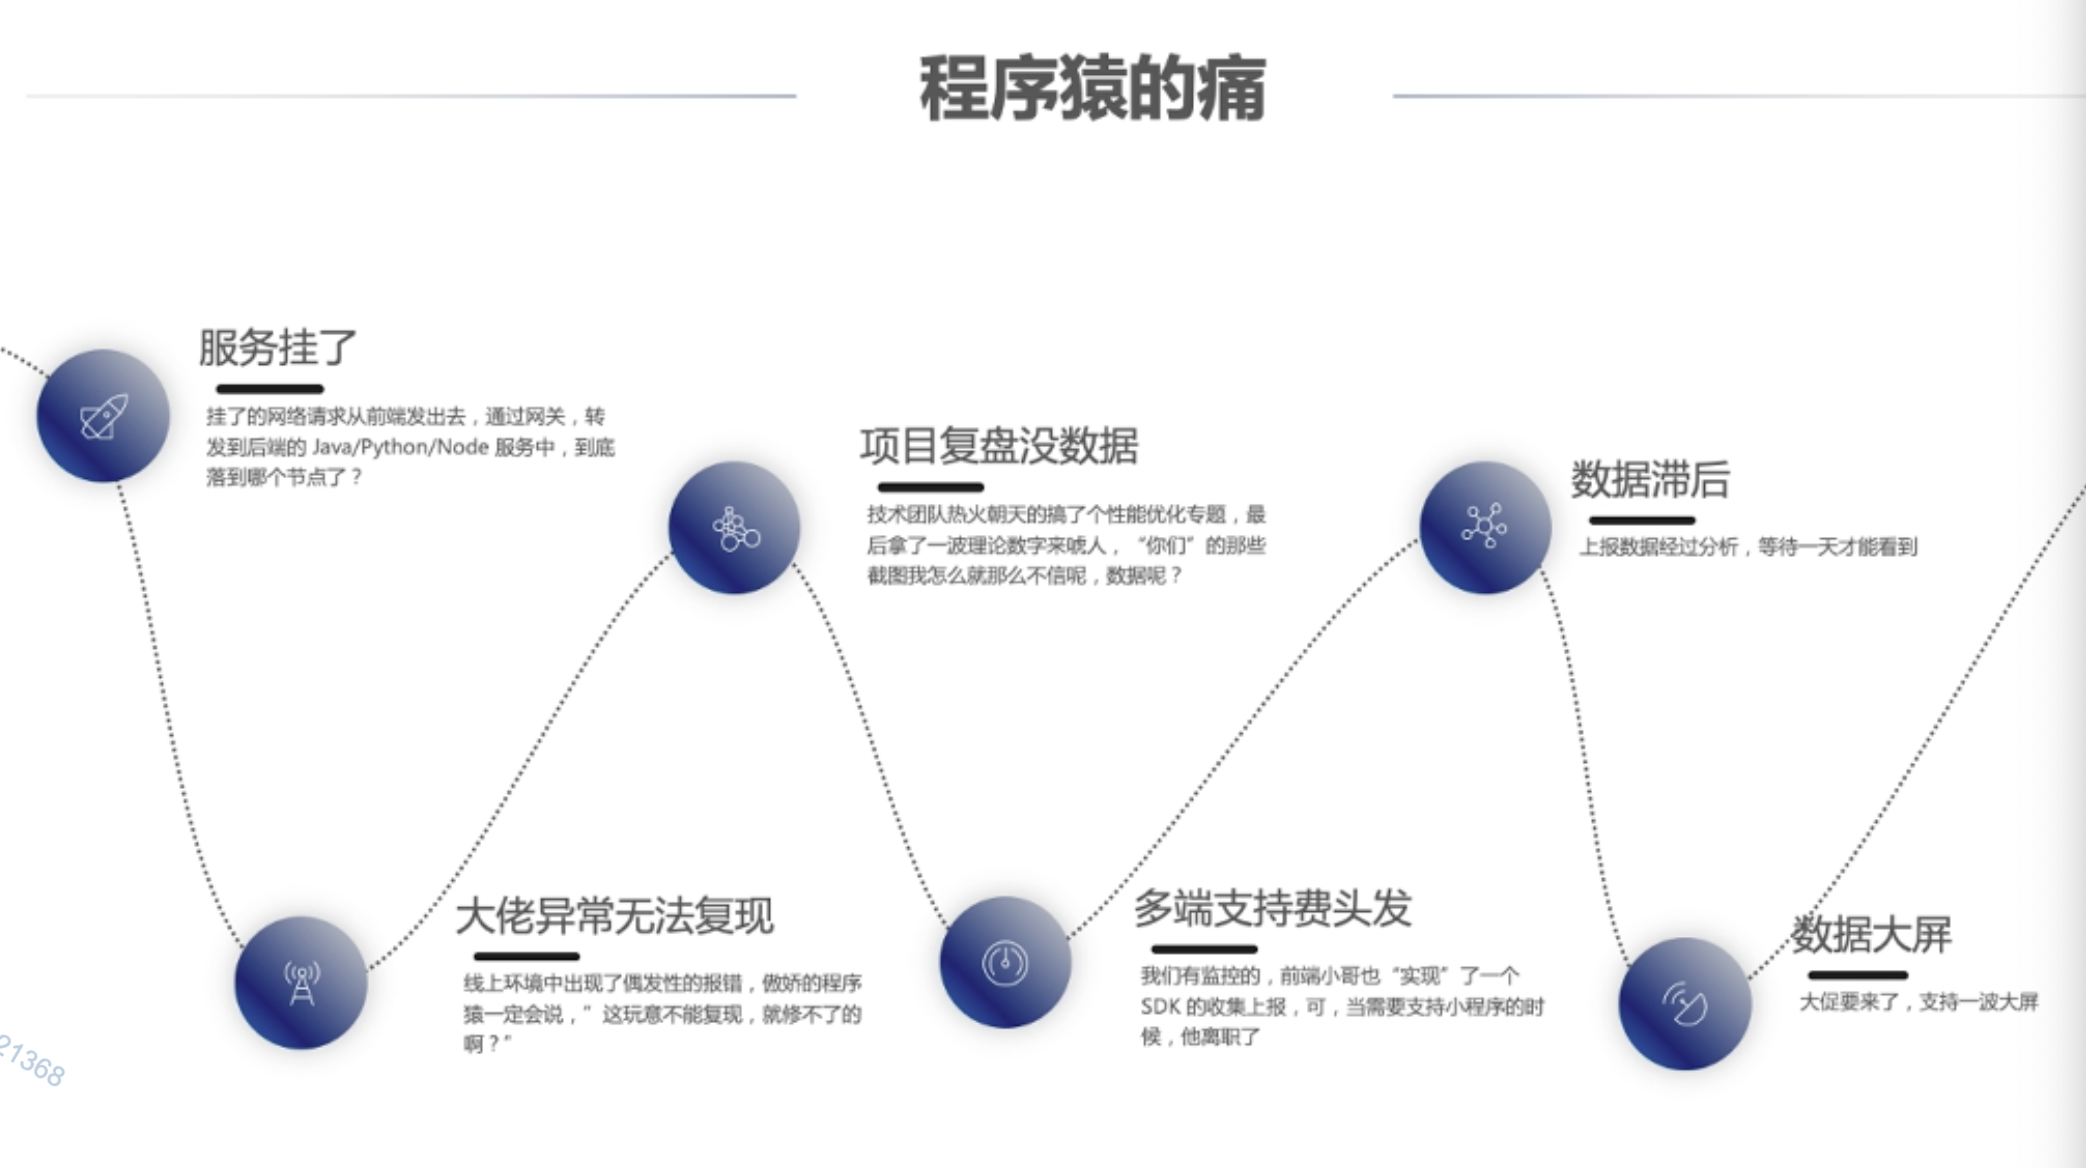 程序猿的痛
服务挂了
挂了的网络请求从前端发出去，通过网关，转
发到后端的 Java/Python/Node 服务中，到底
落到哪个节点了？
大佬异常无法复现
线上环境中出现了偶发性的报错，傲娇的程序
猿一定会说，”这玩意不能复现，就修不了的
啊？”
项目复盘没数据
技术团队热火朝天的搞了个性能优化专题，最
后拿了一波理论数字来唬人，“你们”的那些
截图我怎么就那么不信呢，数据呢？
多端支持费头发
我们有监控的，前端小哥也“实现”了一个
SDK 的收集上报，可，当需要支持小程序的时
候，他离职了
数据滞后
上报数据经过分析，等待一天才能看到
数据大屏
大促要来了，支持一波大屏
21368